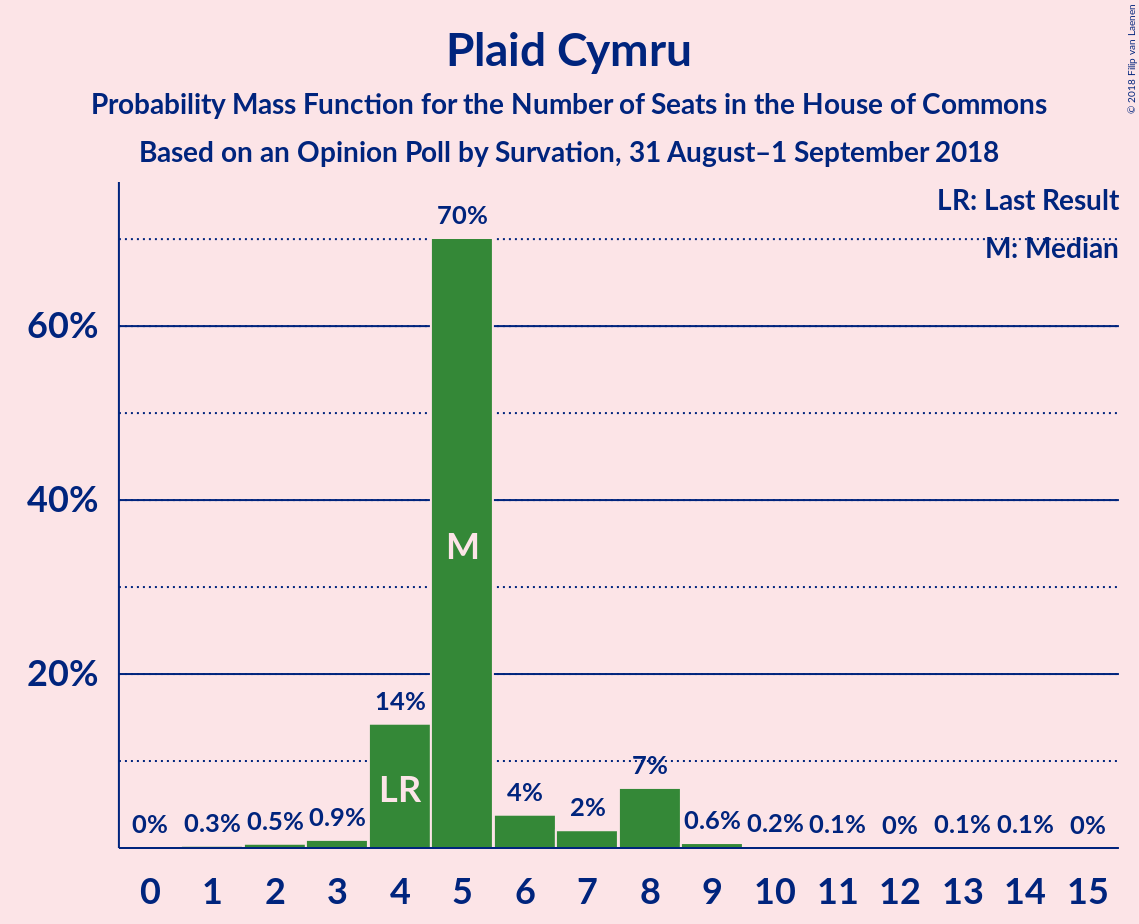 Plaid Cymru
Probability Mass Function for the Number of Seats in the House of Commons
Based on an Opinion Poll by Survation, 31 August–1 September 2018
© 2018 Filip van Laenen
LR: Last Result
M: Median
70%
60%
40%
M
20%
14%
LR
7%
4%
2%
0% 0.3% 0.5% 0.9% 0.6% 0.2% 0.1% 0% 0.1% 0.1% 0%
0 1 2 3 4 5 6 7 8 9 10 11 12 13 14 15